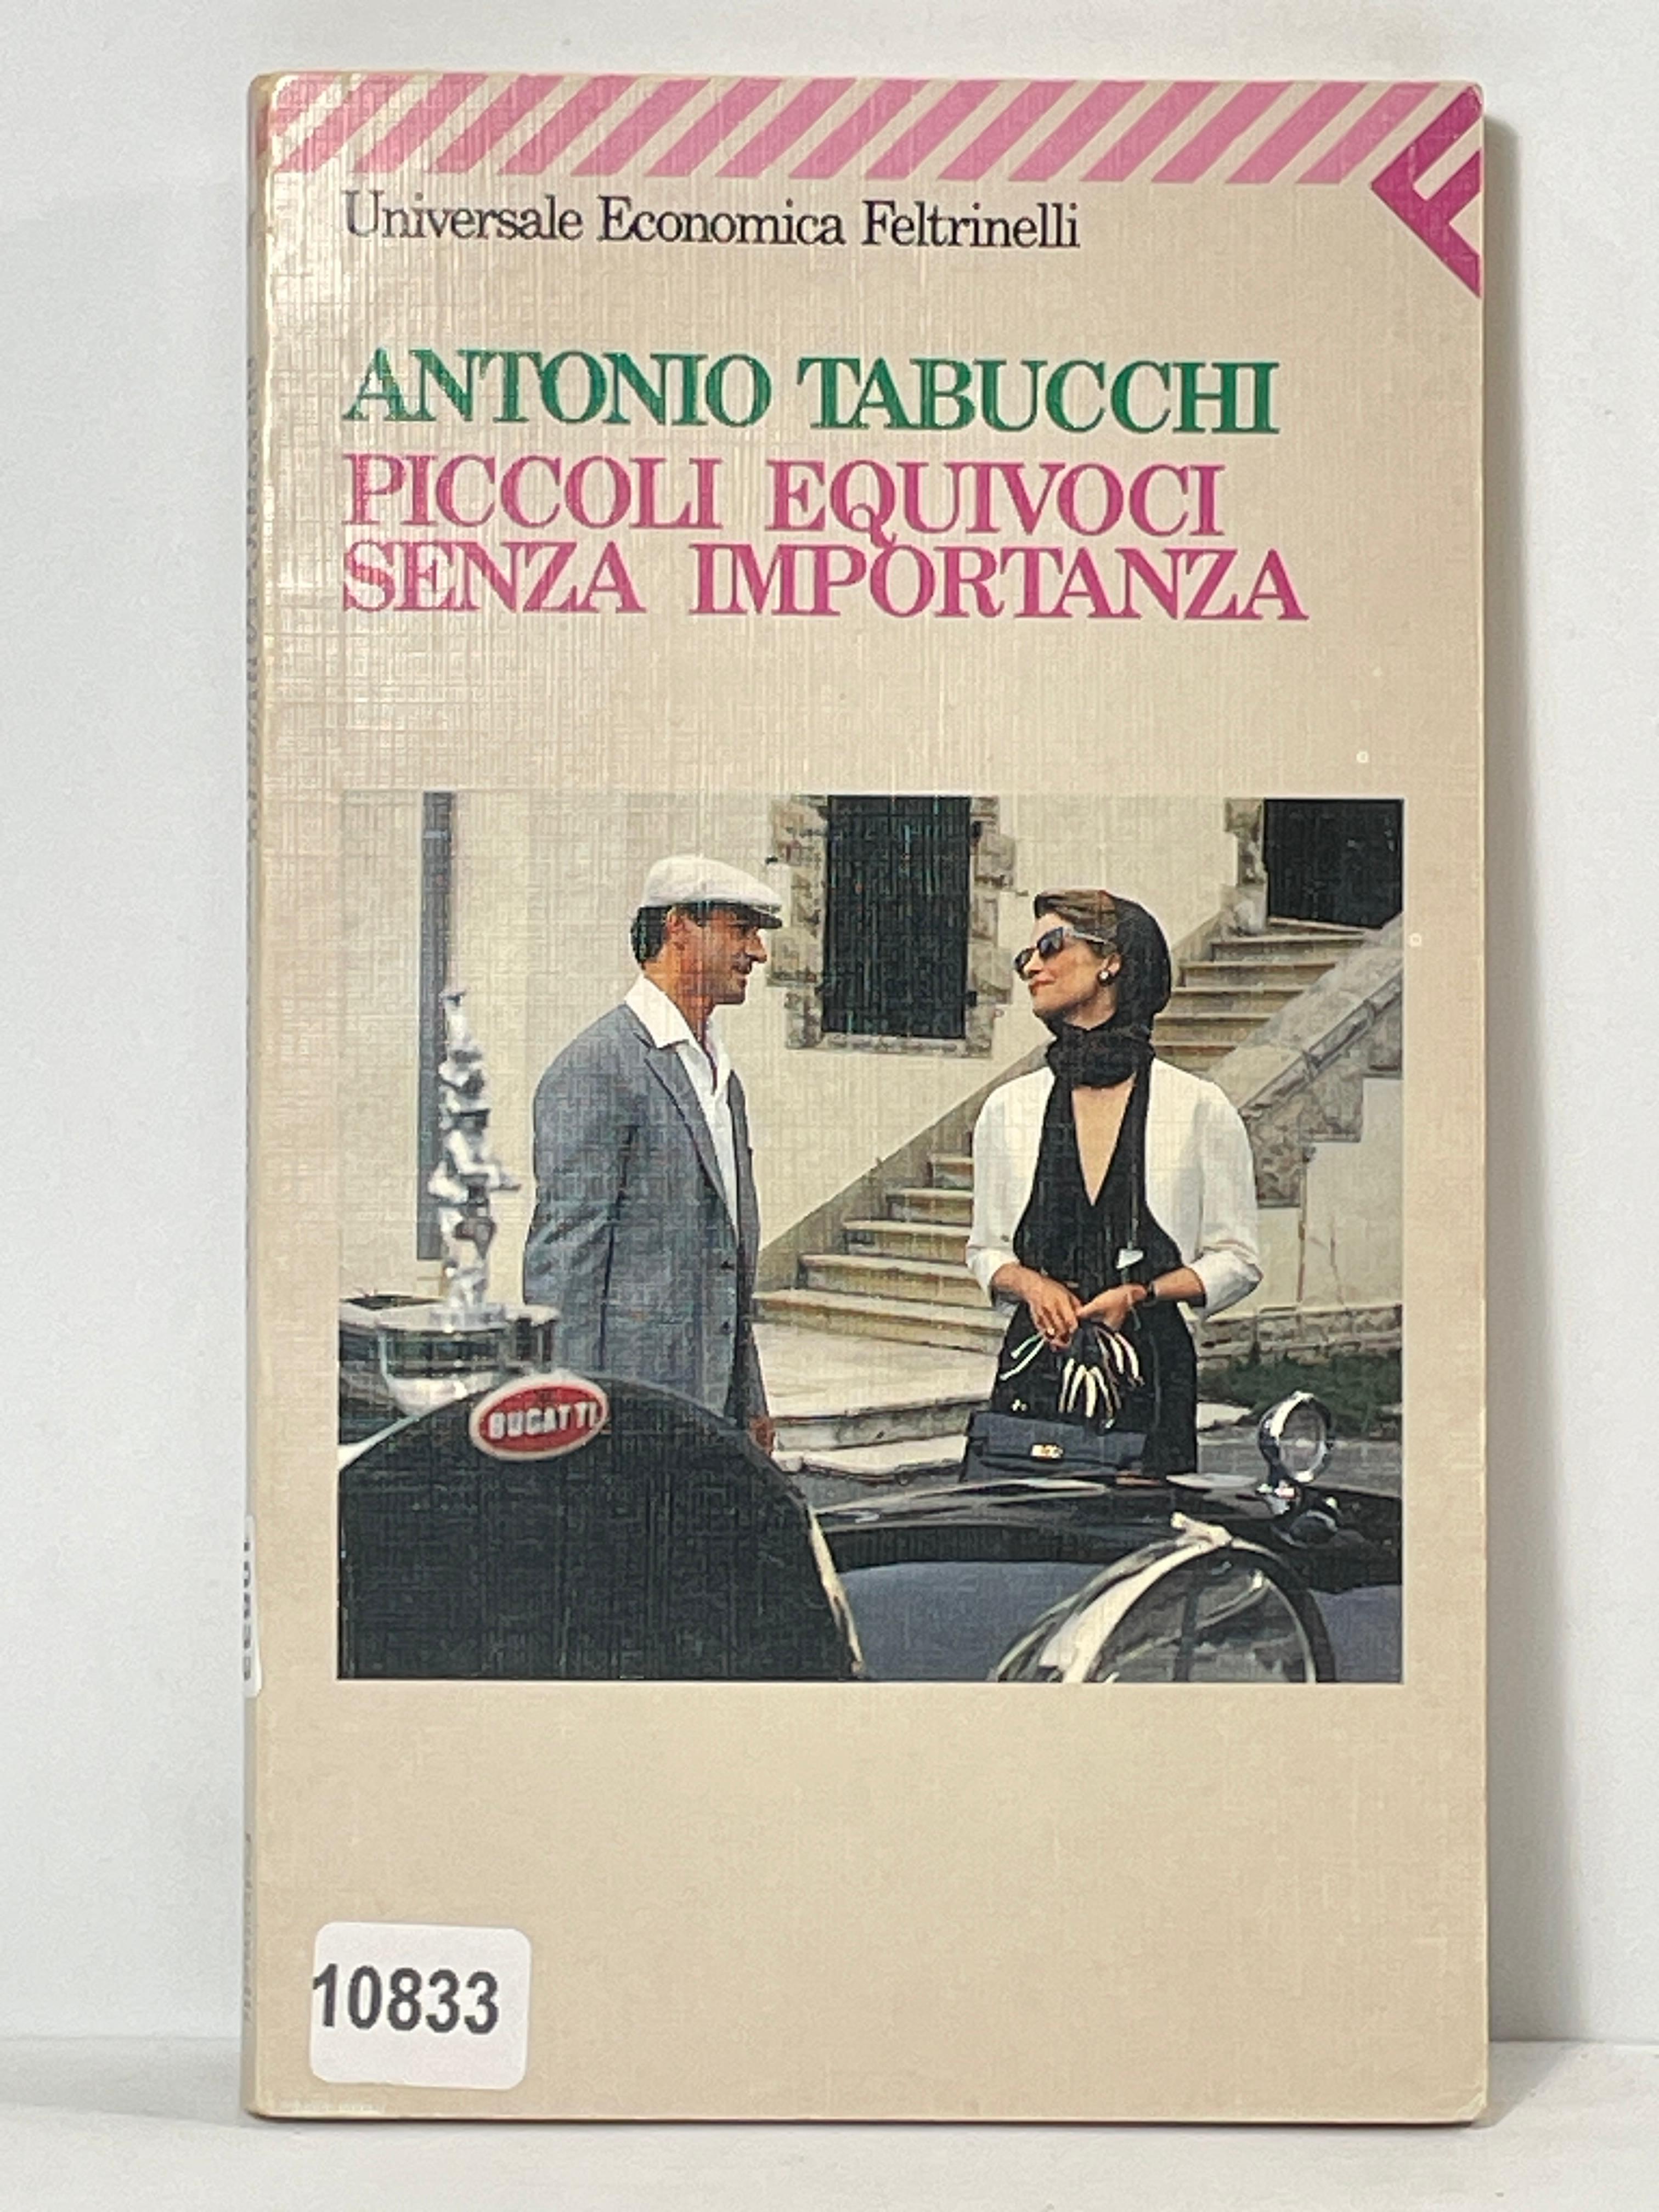 Universale Economica Feltrinelli
ANTONIO TABUCCHI
PICCOLI EQUIVOCI
SENZA IMPORTANZA
BUGATTI
10833